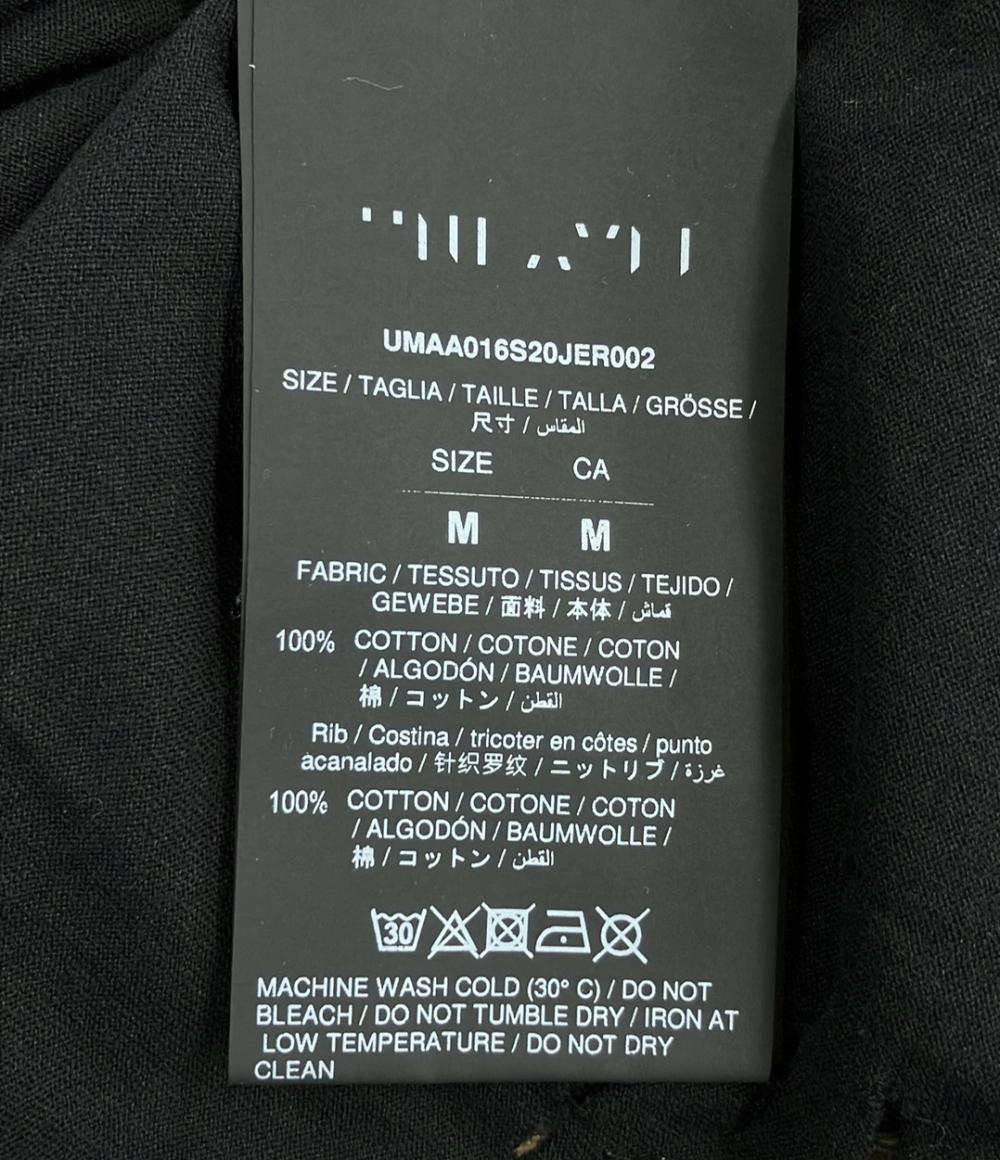 UMAA016S20JER002
SIZE / TAGLIA / TAILLE / TALLA / GRÖSSE /
尺寸 / المقاس
SIZE CA
M M
FABRIC / TESSUTO / TISSUS / TEJIDO /
GEWEBE / 面料 / 本体 / قماش
100% COTTON / COTONE / COTON
/ ALGODÓN / BAUMWOLLE /
棉 / コットン / القطن
Rib / Costina / tricoter en côtes / punto
acanalado / 针织罗纹 / ニットリブ / غرزة
100% COTTON / COTONE / COTON
/ ALGODÓN / BAUMWOLLE /
棉 / コットン / القطن
30
MACHINE WASH COLD (30° C) / DO NOT
BLEACH / DO NOT TUMBLE DRY / IRON AT
LOW TEMPERATURE / DO NOT DRY
CLEAN